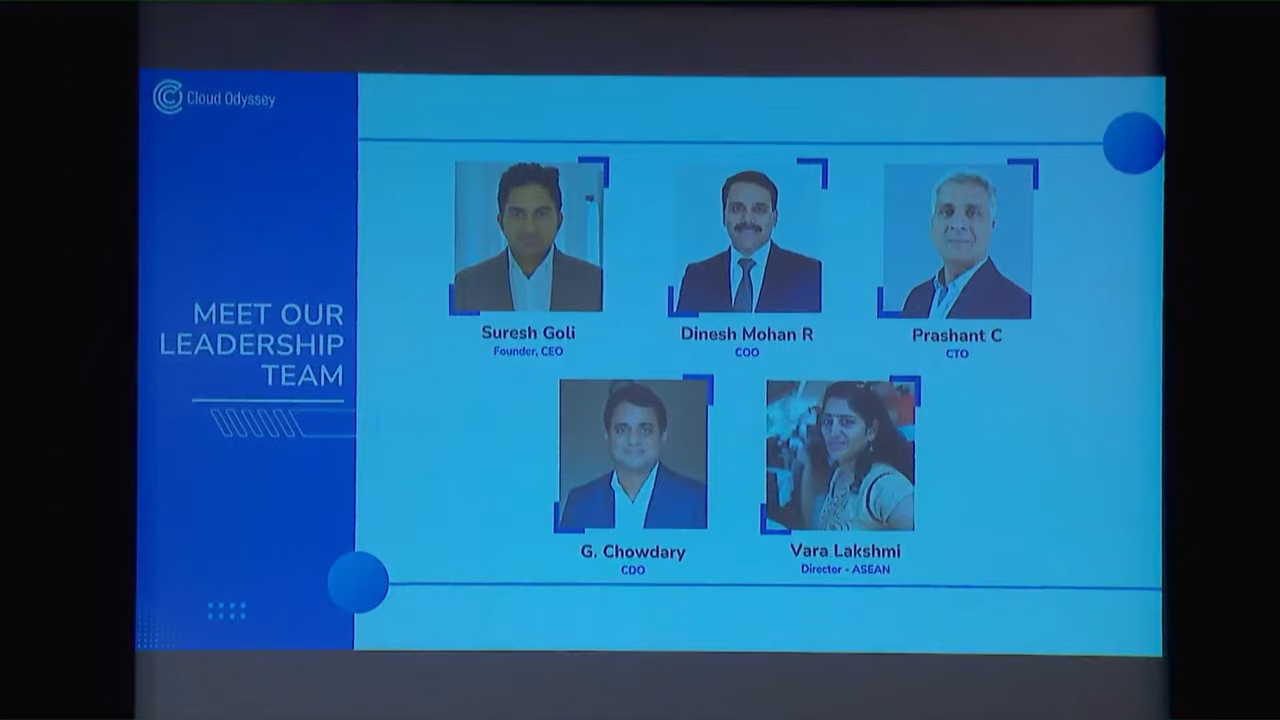 Cloud Odyssey
MEET OUR
LEADERSHIP
TEAM
Suresh Goli
Founder, CEO
Dinesh Mohan R
COO
Prashant C
CTO
G. Chowdary
CDO
Vara Lakshmi
Director - ASEAN